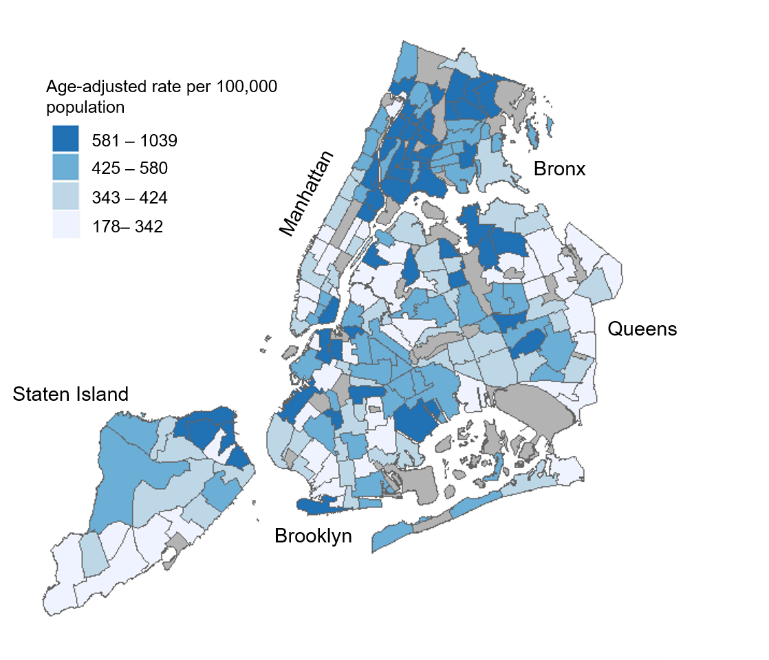 Age-adjusted rate per 100,000
population
581 – 1039
425 – 580
343 – 424
178– 342
Manhattan
Bronx
Queens
Staten Island
Brooklyn